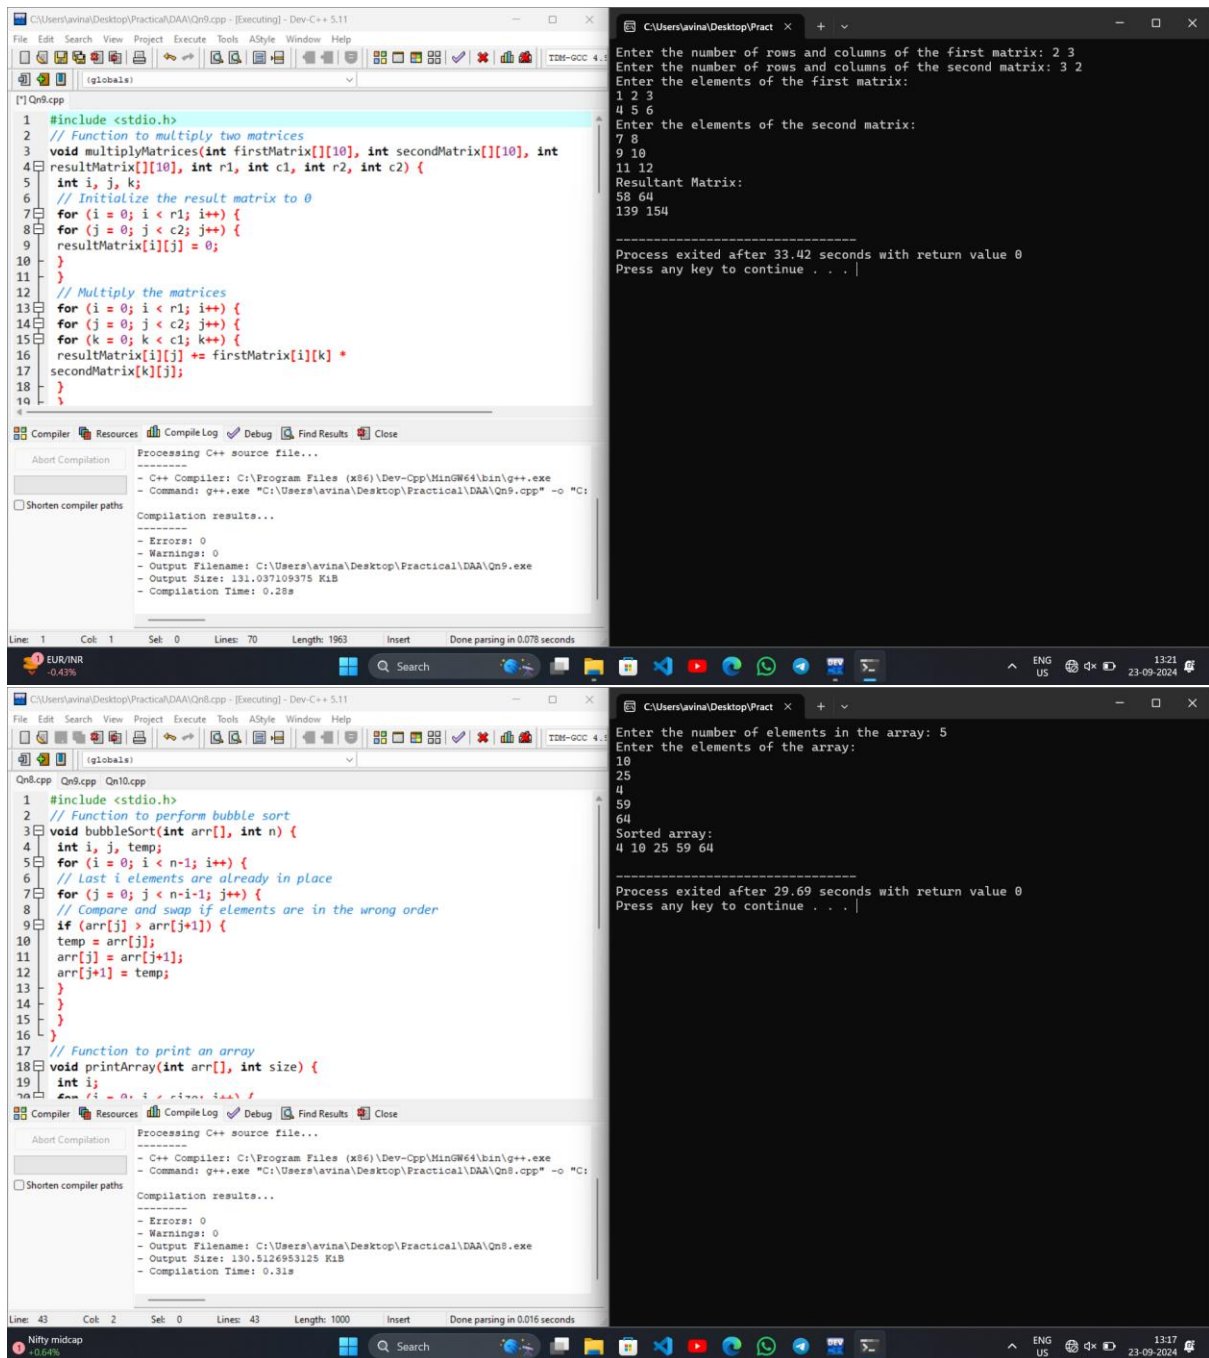 C:\Users\avina\Desktop\Practical\DAA\Qn9.cpp - [Executing] - Dev-C++ 5.11
File Edit Search View Project Execute Tools AStyle Window Help
TDM-GCC 4.9
(globals)
[*] Qn9.cpp
1 #include <stdio.h>
2 // Function to multiply two matrices
3 void multiplyMatrices(int firstMatrix[][10], int secondMatrix[][10], int
4 resultMatrix[][10], int r1, int c1, int r2, int c2) {
5 int i, j, k;
6 // Initialize the result matrix to 0
7 for (i = 0; i < r1; i++) {
8 for (j = 0; j < c2; j++) {
9 resultMatrix[i][j] = 0;
10 }
11 }
12 // Multiply the matrices
13 for (i = 0; i < r1; i++) {
14 for (j = 0; j < c2; j++) {
15 for (k = 0; k < c1; k++) {
16 resultMatrix[i][j] += firstMatrix[i][k] *
17 secondMatrix[k][j];
18 }
19 }
Compiler Resources Compile Log Debug Find Results Close
Abort Compilation
Shorten compiler paths
Processing C++ source file...
--------
- C++ Compiler: C:\Program Files (x86)\Dev-Cpp\MinGW64\bin\g++.exe
- Command: g++.exe "C:\Users\avina\Desktop\Practical\DAA\Qn9.cpp" -o "C:
Compilation results...
--------
- Errors: 0
- Warnings: 0
- Output Filename: C:\Users\avina\Desktop\Practical\DAA\Qn9.exe
- Output Size: 131.037109375 KiB
- Compilation Time: 0.28s
Line: 1 Col: 1 Sel: 0 Lines: 70 Length: 1963 Insert Done parsing in 0.078 seconds
C:\Users\avina\Desktop\Pract
Enter the number of rows and columns of the first matrix: 2 3
Enter the number of rows and columns of the second matrix: 3 2
Enter the elements of the first matrix:
1 2 3
4 5 6
Enter the elements of the second matrix:
7 8
9 10
11 12
Resultant Matrix:
58 64
139 154
--------------------------------
Process exited after 33.42 seconds with return value 0
Press any key to continue . . .
1
EUR/INR
-0.43%
Search
DEV
ENG
US
13:21
23-09-2024
C:\Users\avina\Desktop\Practical\DAA\Qn8.cpp - [Executing] - Dev-C++ 5.11
File Edit Search View Project Execute Tools AStyle Window Help
(globals)
Qn8.cpp Qn9.cpp Qn10.cpp
1 #include <stdio.h>
2 // Function to perform bubble sort
3 void bubbleSort(int arr[], int n) {
4 int i, j, temp;
5 for (i = 0; i < n-1; i++) {
6 // Last i elements are already in place
7 for (j = 0; j < n-i-1; j++) {
8 // Compare and swap if elements are in the wrong order
9 if (arr[j] > arr[j+1]) {
10 temp = arr[j];
11 arr[j] = arr[j+1];
12 arr[j+1] = temp;
13 }
14 }
15 }
16 }
17 // Function to print an array
18 void printArray(int arr[], int size) {
19 int i;
20 for (i = 0; i < size; i++) {
Compiler Resources Compile Log Debug Find Results Close
Abort Compilation
Shorten compiler paths
Processing C++ source file...
--------
- C++ Compiler: C:\Program Files (x86)\Dev-Cpp\MinGW64\bin\g++.exe
- Command: g++.exe "C:\Users\avina\Desktop\Practical\DAA\Qn8.cpp" -o "C:
Compilation results...
--------
- Errors: 0
- Warnings: 0
- Output Filename: C:\Users\avina\Desktop\Practical\DAA\Qn8.exe
- Output Size: 130.5126953125 KiB
- Compilation Time: 0.31s
Line: 43 Col: 2 Sel: 0 Lines: 43 Length: 1000 Insert Done parsing in 0.016 seconds
C:\Users\avina\Desktop\Pract
Enter the number of elements in the array: 5
Enter the elements of the array:
10
25
4
59
64
Sorted array:
4 10 25 59 64
--------------------------------
Process exited after 29.69 seconds with return value 0
Press any key to continue . . .
1
Nifty midcap
+0.64%
Search
DEV
ENG
US
13:17
23-09-2024